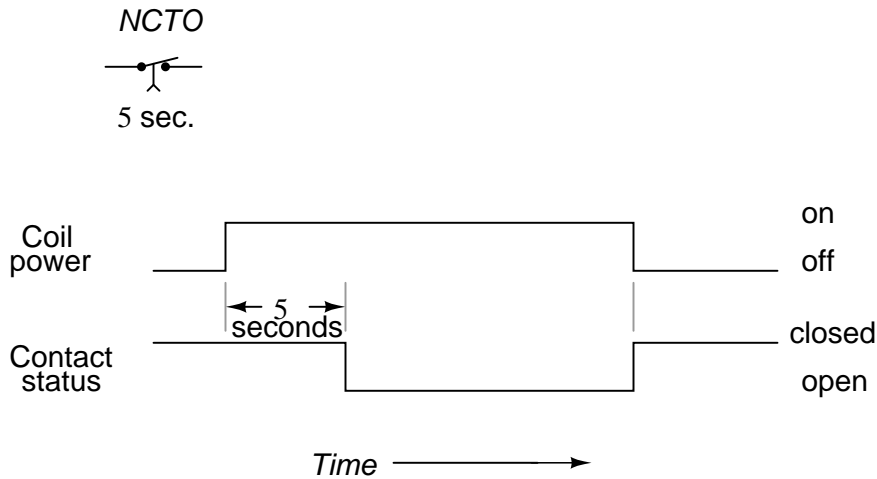 NCTO
5 sec.
on
Coil
power
off
5
seconds
closed
Contact
status
open
Time